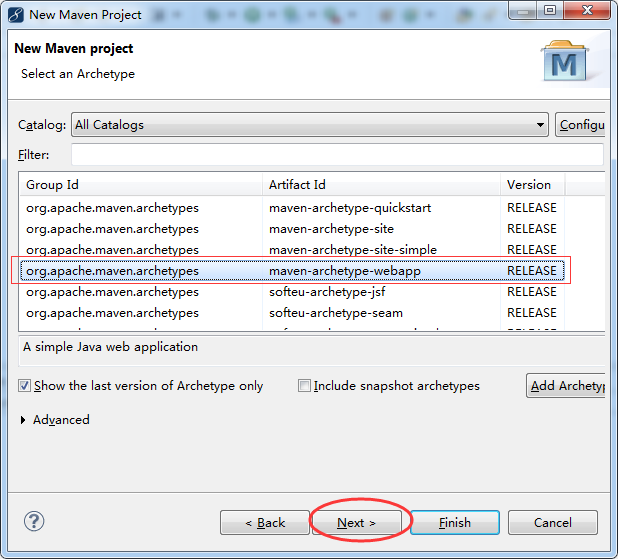 New Maven Project
New Maven project
Select an Archetype
M
Catalog: All Catalogs Configu
Filter:
Group Id Artifact Id Version
org.apache.maven.archetypes maven-archetype-quickstart RELEASE
org.apache.maven.archetypes maven-archetype-site RELEASE
org.apache.maven.archetypes maven-archetype-site-simple RELEASE
org.apache.maven.archetypes maven-archetype-webapp RELEASE
org.apache.maven.archetypes softeu-archetype-jsf RELEASE
org.apache.maven.archetypes softeu-archetype-seam RELEASE
A simple Java web application
Show the last version of Archetype only Include snapshot archetypes Add Archetyp
Advanced
? < Back Next > Finish Cancel